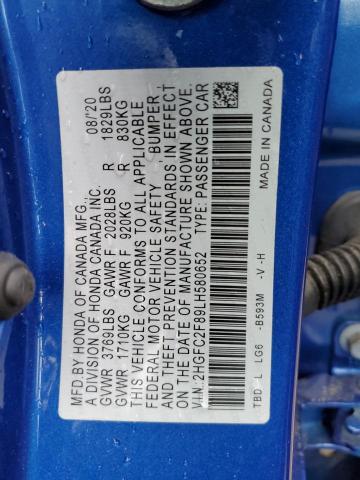 MFD.BY HONDA OF CANADA MFG. 08/'20
A DIVISION OF HONDA CANADA INC.
GVWR 3769LBS GAWR F 2028LBS R 1829LBS
GVWR 1710KG GAWR F 920KG R 830KG
THIS VEHICLE CONFORMS TO ALL APPLICABLE
FEDERAL MOTOR VEHICLE SAFETY, BUMPER,
AND THEFT PREVENTION STANDARDS IN EFFECT
ON THE DATE OF MANUFACTURE SHOWN ABOVE.
V.I.N: 2HGFC2F89LH580652 TYPE: PASSENGER CAR
TBD L LG6 -B593M -V -H
MADE IN CANADA